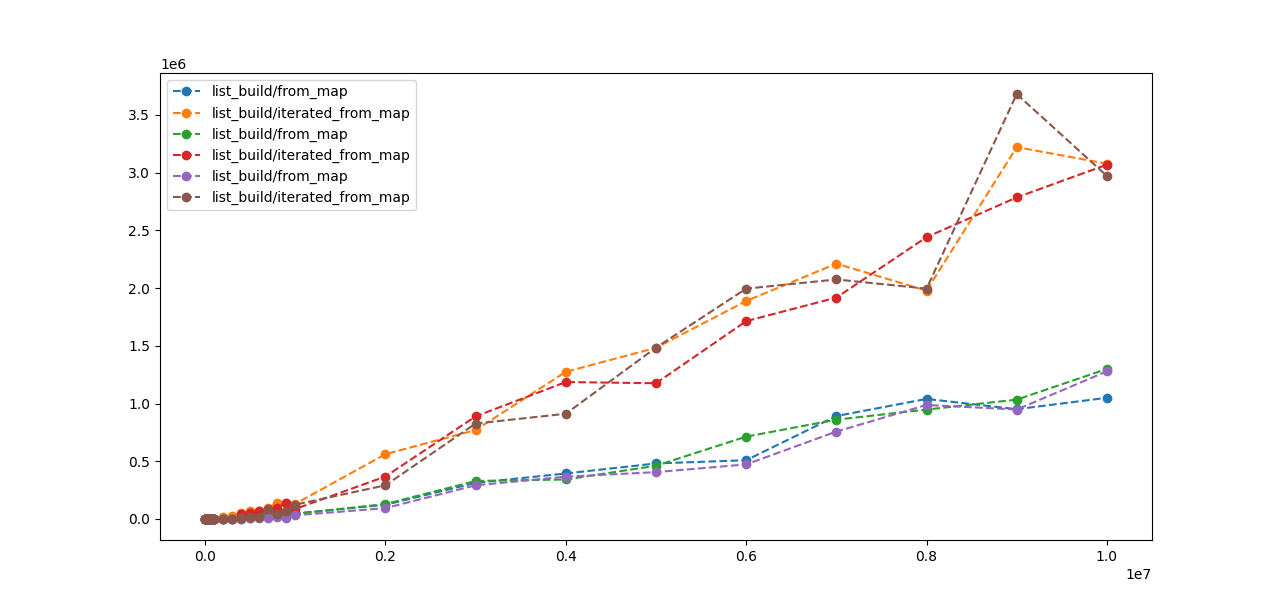 1e6
list_build/from_map
list_build/iterated_from_map
list_build/from_map
list_build/iterated_from_map
list_build/from_map
list_build/iterated_from_map
3.5
3.0
2.5
2.0
1.5
1.0
0.5
0.0
0.0 0.2 0.4 0.6 0.8 1.0
1e7